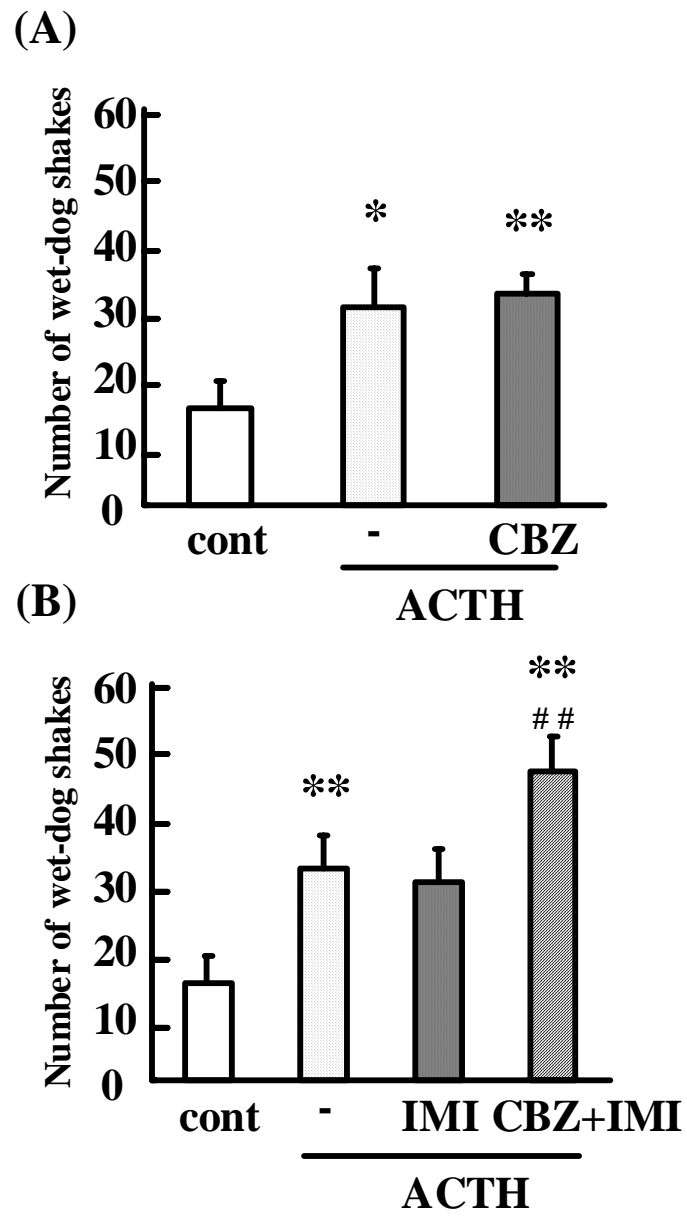 (A)
Number of wet-dog shakes
60
50
40
30
20
10
0
* **
cont - CBZ
ACTH
(B)
Number of wet-dog shakes
60
50
40
30
20
10
0
**
# #
**
cont - IMI CBZ+IMI
ACTH